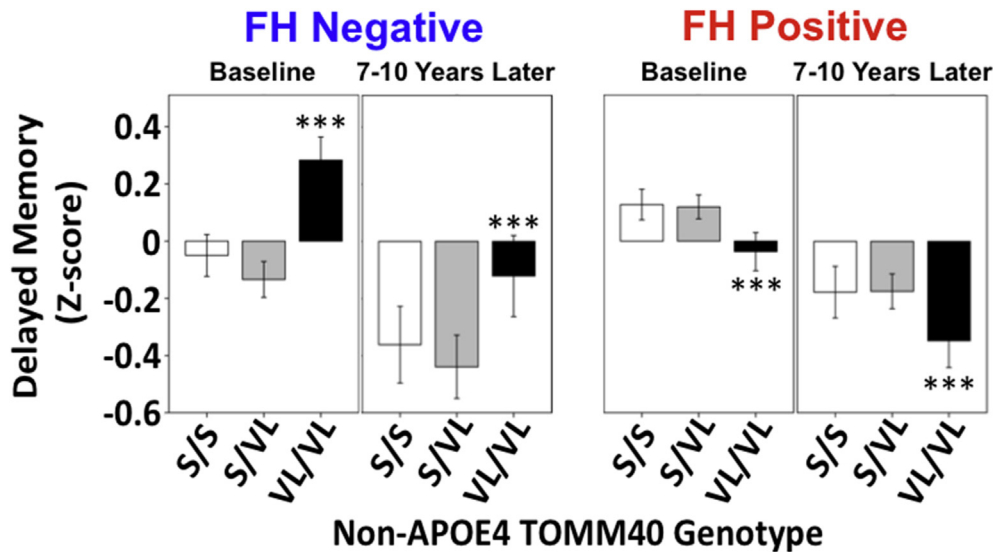 FH Negative
FH Positive
Baseline
7-10 Years Later
Baseline
7-10 Years Later
Delayed Memory
(Z-score)
0.4
0.2
0
-0.2
-0.4
-0.6
***
***
***
***
S/S
S/VL
VL/VL
S/S
S/VL
VL/VL
S/S
S/VL
VL/VL
S/S
S/VL
VL/VL
Non-APOE4 TOMM40 Genotype